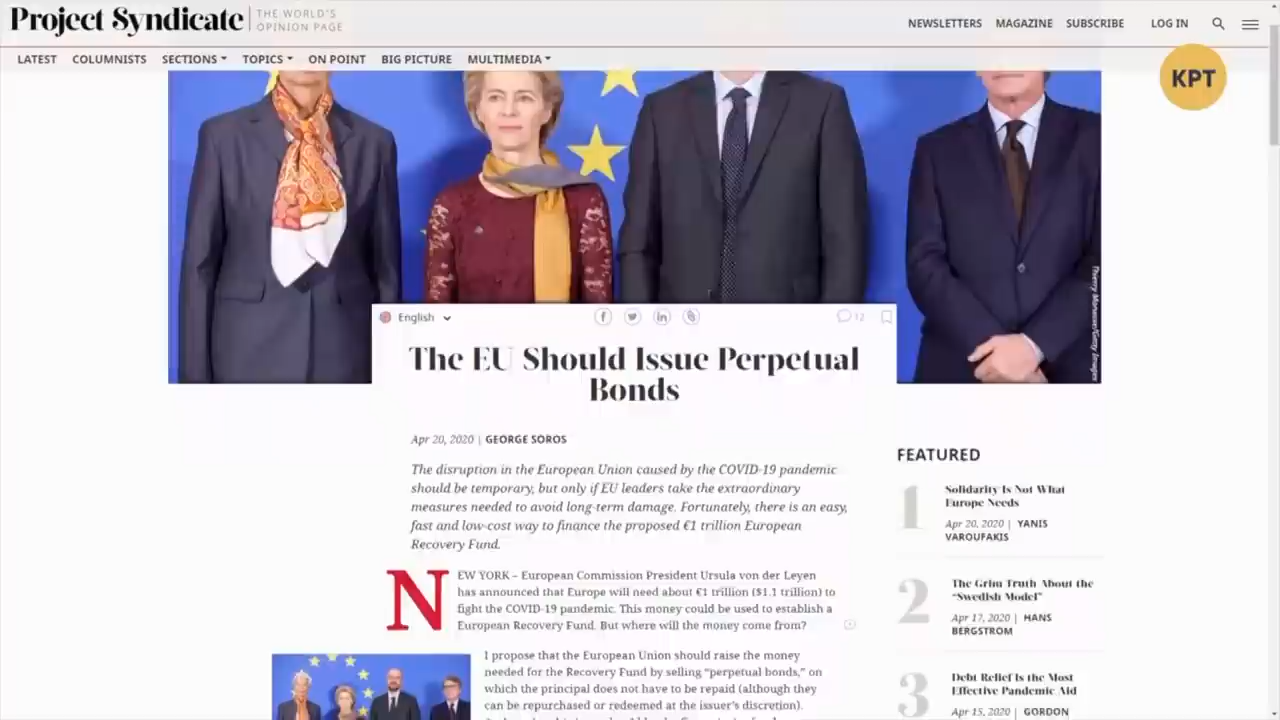 Project Syndicate
THE WORLD'S
OPINION PAGE
NEWSLETTERS MAGAZINE SUBSCRIBE LOG IN
LATEST COLUMNISTS SECTIONS TOPICS ON POINT BIG PICTURE MULTIMEDIA
KPT
Thierry Monasse/Getty Images
English
12
The EU Should Issue Perpetual
Bonds
Apr 20, 2020 | GEORGE SOROS
The disruption in the European Union caused by the COVID-19 pandemic
should be temporary, but only if EU leaders take the extraordinary
measures needed to avoid long-term damage. Fortunately, there is an easy,
fast and low-cost way to finance the proposed €1 trillion European
Recovery Fund.
NEW YORK – European Commission President Ursula von der Leyen
has announced that Europe will need about €1 trillion ($1.1 trillion) to
fight the COVID-19 pandemic. This money could be used to establish a
European Recovery Fund. But where will the money come from?
I propose that the European Union should raise the money
needed for the Recovery Fund by selling “perpetual bonds,” on
which the principal does not have to be repaid (although they
can be repurchased or redeemed at the issuer's discretion).
FEATURED
1
Solidarity Is Not What
Europe Needs
Apr 20, 2020 | YANIS
VAROUFAKIS
2
The Grim Truth About the
“Swedish Model”
Apr 17, 2020 | HANS
BERGSTROM
3
Debt Relief Is the Most
Effective Pandemic Aid
Apr 15, 2020 | GORDON